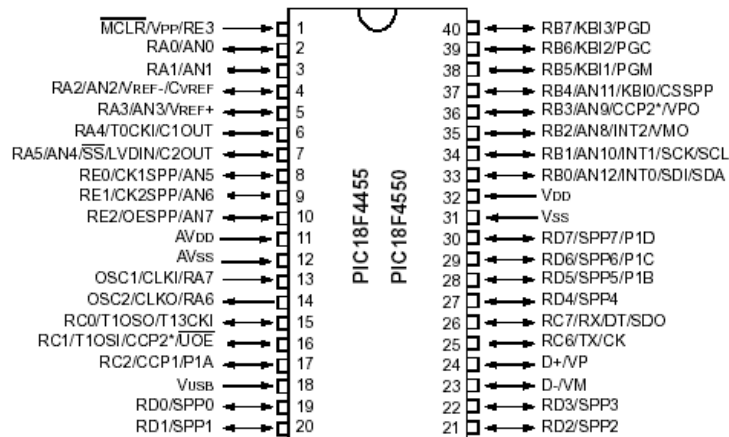 MCLR/VPP/RE3 1
RA0/AN0 2
RA1/AN1 3
RA2/AN2/VREF-/CVREF 4
RA3/AN3/VREF+ 5
RA4/T0CKI/C1OUT 6
RA5/AN4/SS/LVDIN/C2OUT 7
RE0/CK1SPP/AN5 8
RE1/CK2SPP/AN6 9
RE2/OESPP/AN7 10
AVDD 11
AVSS 12
OSC1/CLKI/RA7 13
OSC2/CLKO/RA6 14
RC0/T1OSO/T13CKI 15
RC1/T1OSI/CCP2*/UOE 16
RC2/CCP1/P1A 17
VUSB 18
RD0/SPP0 19
RD1/SPP1 20
PIC18F4455
PIC18F4550
40 RB7/KBI3/PGD
39 RB6/KBI2/PGC
38 RB5/KBI1/PGM
37 RB4/AN11/KBI0/CSSPP
36 RB3/AN9/CCP2*/VPO
35 RB2/AN8/INT2/VMO
34 RB1/AN10/INT1/SCK/SCL
33 RB0/AN12/INT0/SDI/SDA
32 VDD
31 VSS
30 RD7/SPP7/P1D
29 RD6/SPP6/P1C
28 RD5/SPP5/P1B
27 RD4/SPP4
26 RC7/RX/DT/SDO
25 RC6/TX/CK
24 D+/VP
23 D-/VM
22 RD3/SPP3
21 RD2/SPP2